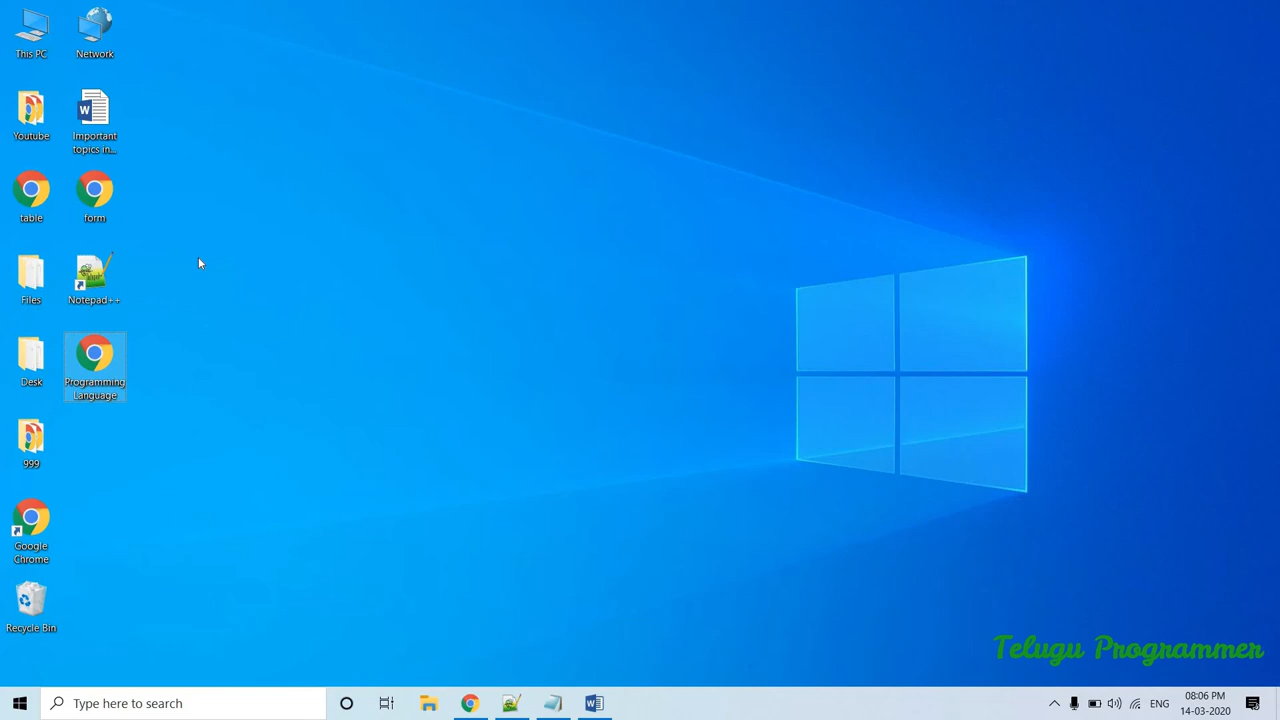 This PC
Network
Youtube
Important
topics in...
table
form
Files
Notepad++
Desk
Programming
Language
999
Google
Chrome
Recycle Bin
Telugu Programmer
Type here to search
ENG
08:06 PM
14-03-2020